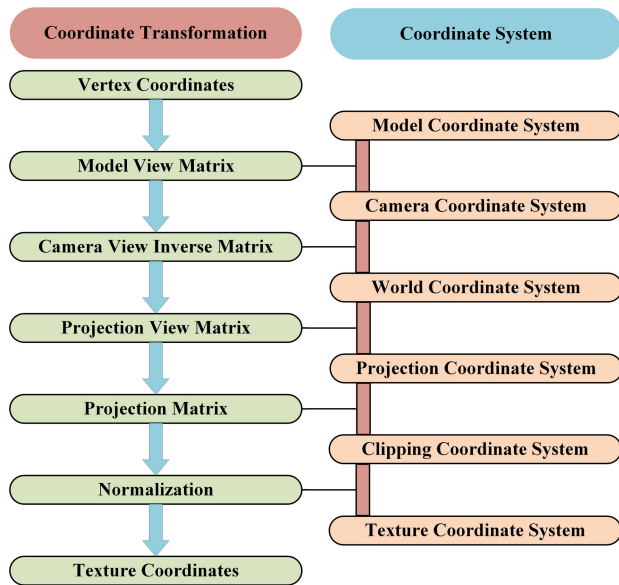 Coordinate Transformation
Coordinate System
Vertex Coordinates
Model Coordinate System
Model View Matrix
Camera Coordinate System
Camera View Inverse Matrix
World Coordinate System
Projection View Matrix
Projection Coordinate System
Projection Matrix
Clipping Coordinate System
Normalization
Texture Coordinate System
Texture Coordinates